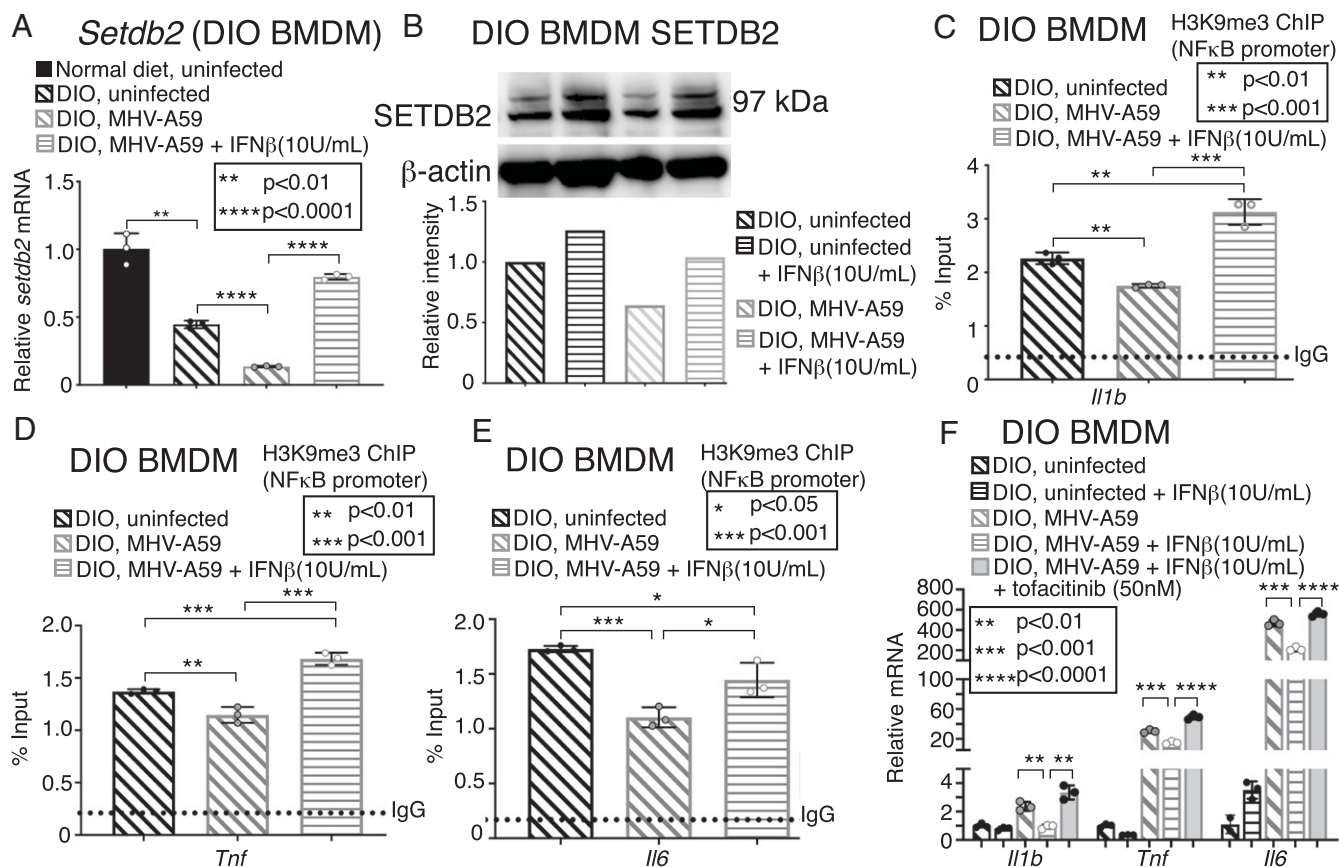 A
Setdb2 (DIO BMDM)
Normal diet, uninfected
DIO, uninfected
DIO, MHV-A59
DIO, MHV-A59 + IFNβ(10U/mL)
** p<0.01
**** p<0.0001
Relative setdb2 mRNA
1.5
1.0
0.5
0
**
****
****
B
DIO BMDM SETDB2
SETDB2
97 kDa
β-actin
Relative intensity
1.5
1.0
0.5
0
DIO, uninfected
DIO, uninfected
+ IFNβ(10U/mL)
DIO, MHV-A59
DIO, MHV-A59
+ IFNβ(10U/mL)
C
DIO BMDM
H3K9me3 ChIP
(NFκB promoter)
DIO, uninfected
DIO, MHV-A59
DIO, MHV-A59 + IFNβ(10U/mL)
** p<0.01
*** p<0.001
% Input
4
3
2
1
0
***
**
**
IgG
Il1b
D
DIO BMDM
H3K9me3 ChIP
(NFκB promoter)
DIO, uninfected
DIO, MHV-A59
DIO, MHV-A59 + IFNβ(10U/mL)
** p<0.01
*** p<0.001
% Input
2.0
1.5
1.0
0.5
0
***
***
**
IgG
Tnf
E
DIO BMDM
H3K9me3 ChIP
(NFκB promoter)
DIO, uninfected
DIO, MHV-A59
DIO, MHV-A59 + IFNβ(10U/mL)
* p<0.05
*** p<0.001
% Input
2.0
1.5
1.0
0.5
0
*
***
*
IgG
Il6
F
DIO BMDM
DIO, uninfected
DIO, uninfected + IFNβ(10U/mL)
DIO, MHV-A59
DIO, MHV-A59 + IFNβ(10U/mL)
DIO, MHV-A59 + IFNβ(10U/mL)
+ tofacitinib (50nM)
** p<0.01
*** p<0.001
**** p<0.0001
Relative mRNA
800
600
400
200
100
60
20
4
2
0
** **
*** ****
*** ****
Il1b
Tnf
Il6